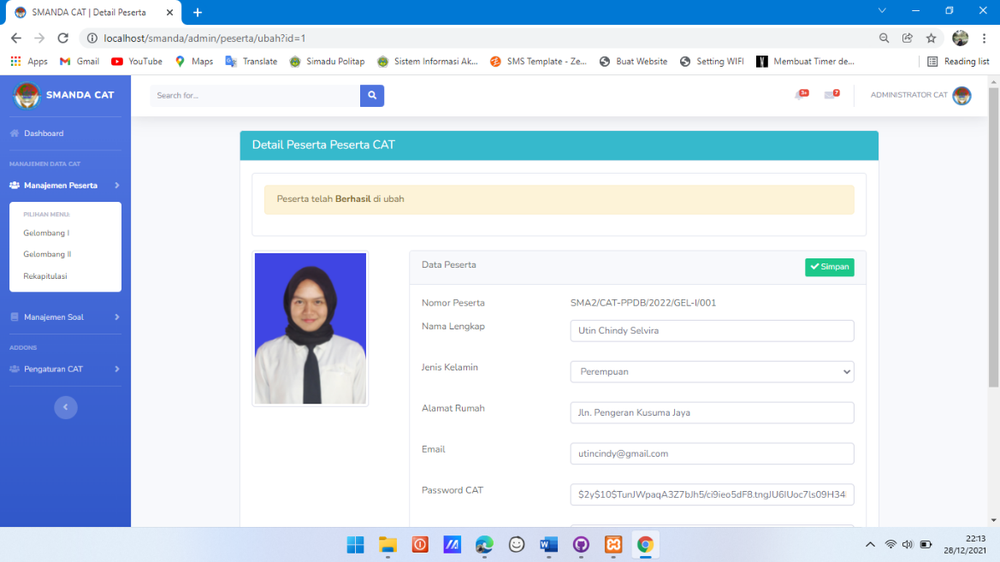 SMANDA CAT | Detail Peserta
localhost/smanda/admin/peserta/ubah?id=1
Apps Gmail YouTube Maps Translate Simadu Politap Sistem Informasi Ak... SMS Template - Ze... Buat Website Setting WIFI Membuat Timer de... Reading list
SMANDA CAT
Search for...
3+
7
ADMINISTRATOR CAT
Dashboard
MANAJEMEN DATA CAT
Manajemen Peserta
PILIHAN MENU:
Gelombang I
Gelombang II
Rekapitulasi
Manajemen Soal
ADDONS
Pengaturan CAT
Detail Peserta Peserta CAT
Peserta telah Berhasil di ubah
Data Peserta
Simpan
Nomor Peserta SMA2/CAT-PPDB/2022/GEL-I/001
Nama Lengkap Utin Chindy Selvira
Jenis Kelamin Perempuan
Alamat Rumah Jln. Pengeran Kusuma Jaya
Email utincindy@gmail.com
Password CAT
22:13
28/12/2021